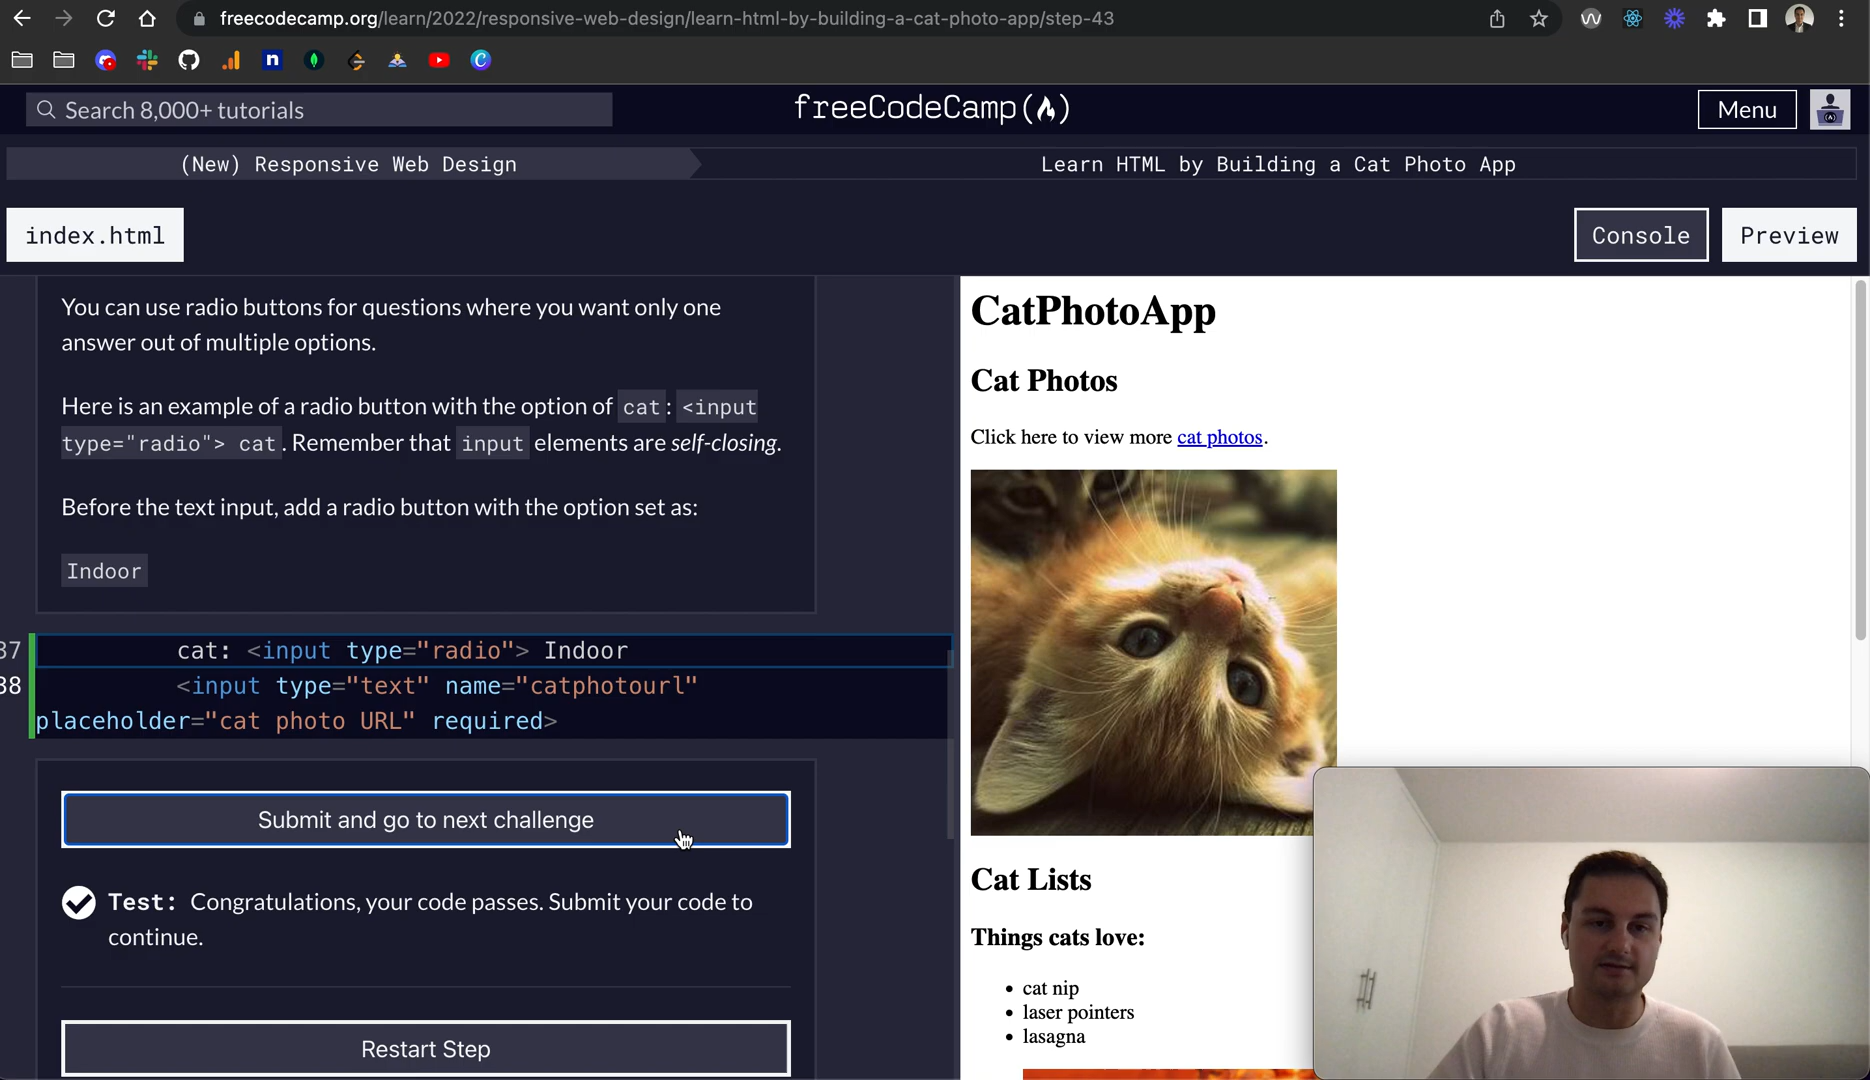 freecodecamp.org/learn/2022/responsive-web-design/learn-html-by-building-a-cat-photo-app/step-43
Search 8,000+ tutorials
freeCodeCamp
Menu
(New) Responsive Web Design
Learn HTML by Building a Cat Photo App
index.html
Console
Preview
You can use radio buttons for questions where you want only one
answer out of multiple options.
Here is an example of a radio button with the option of cat: <input
type="radio"> cat. Remember that input elements are self-closing.
Before the text input, add a radio button with the option set as:
Indoor
37 cat: <input type="radio"> Indoor
38 <input type="text" name="catphotourl"
placeholder="cat photo URL" required>
Submit and go to next challenge
Test: Congratulations, your code passes. Submit your code to
continue.
Restart Step
CatPhotoApp
Cat Photos
Click here to view more cat photos.
Cat Lists
Things cats love:
• cat nip
• laser pointers
• lasagna